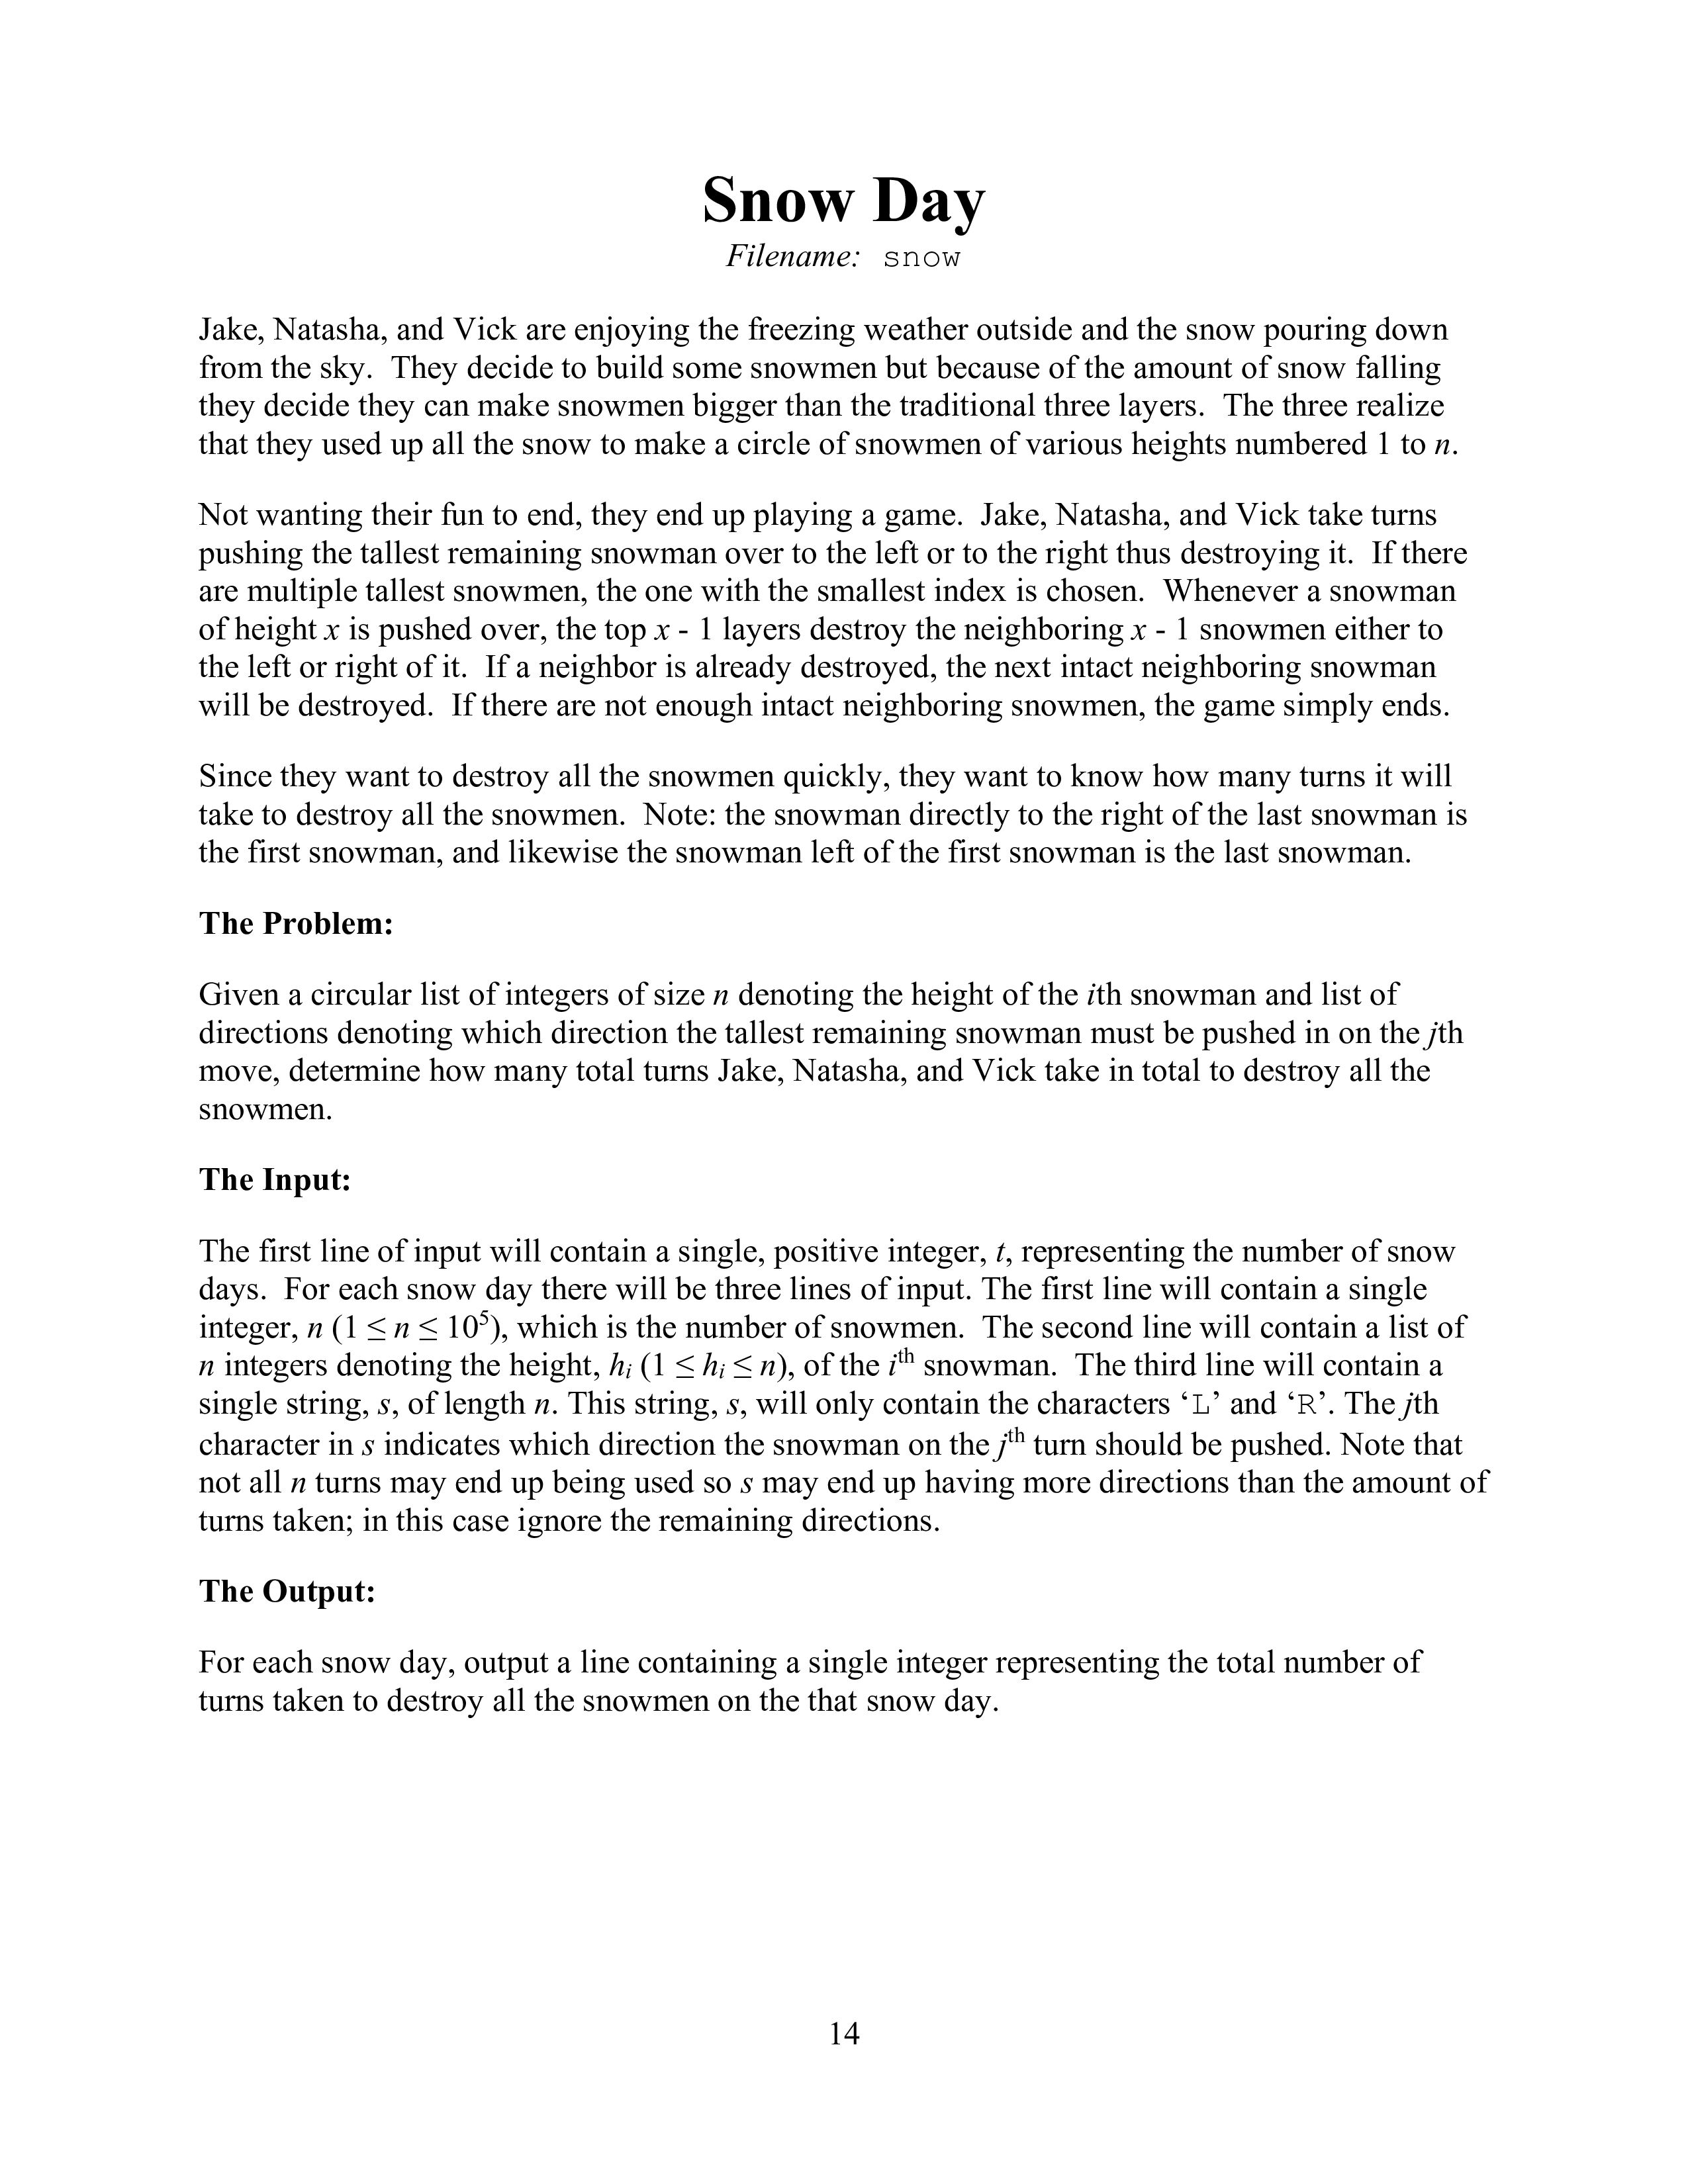 Snow Day
Filename: snow
Jake, Natasha, and Vick are enjoying the freezing weather outside and the snow pouring down
from the sky. They decide to build some snowmen but because of the amount of snow falling
they decide they can make snowmen bigger than the traditional three layers. The three realize
that they used up all the snow to make a circle of snowmen of various heights numbered 1 to n.
Not wanting their fun to end, they end up playing a game. Jake, Natasha, and Vick take turns
pushing the tallest remaining snowman over to the left or to the right thus destroying it. If there
are multiple tallest snowmen, the one with the smallest index is chosen. Whenever a snowman
of height x is pushed over, the top x - 1 layers destroy the neighboring x - 1 snowmen either to
the left or right of it. If a neighbor is already destroyed, the next intact neighboring snowman
will be destroyed. If there are not enough intact neighboring snowmen, the game simply ends.
Since they want to destroy all the snowmen quickly, they want to know how many turns it will
take to destroy all the snowmen. Note: the snowman directly to the right of the last snowman is
the first snowman, and likewise the snowman left of the first snowman is the last snowman.
The Problem:
Given a circular list of integers of size n denoting the height of the ith snowman and list of
directions denoting which direction the tallest remaining snowman must be pushed in on the jth
move, determine how many total turns Jake, Natasha, and Vick take in total to destroy all the
snowmen.
The Input:
The first line of input will contain a single, positive integer, t, representing the number of snow
days. For each snow day there will be three lines of input. The first line will contain a single
integer, n (1 ≤ n ≤ 10⁵), which is the number of snowmen. The second line will contain a list of
n integers denoting the height, hᵢ (1 ≤ hᵢ ≤ n), of the iᵗʰ snowman. The third line will contain a
single string, s, of length n. This string, s, will only contain the characters ‘L’ and ‘R’. The jth
character in s indicates which direction the snowman on the jᵗʰ turn should be pushed. Note that
not all n turns may end up being used so s may end up having more directions than the amount of
turns taken; in this case ignore the remaining directions.
The Output:
For each snow day, output a line containing a single integer representing the total number of
turns taken to destroy all the snowmen on the that snow day.
14